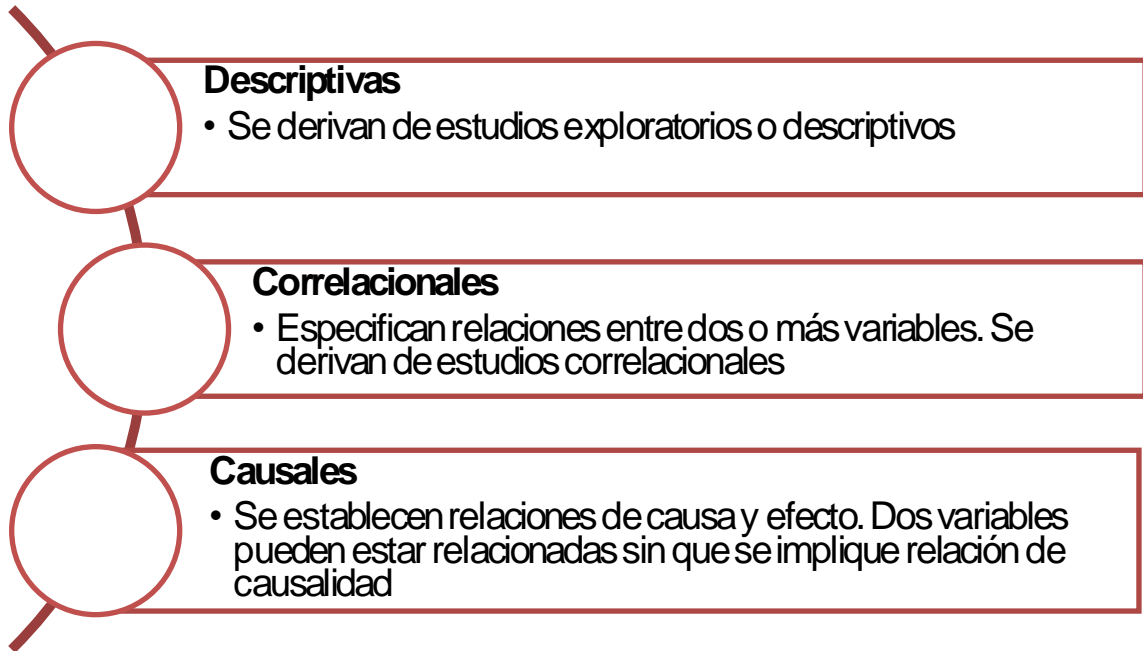 Descriptivas
• Se derivan de estudios exploratorios o descriptivos
Correlacionales
• Especifican relaciones entre dos o más variables. Se
derivan de estudios correlacionales
Causales
• Se establecen relaciones de causa y efecto. Dos variables
pueden estar relacionadas sin que se implique relación de
causalidad